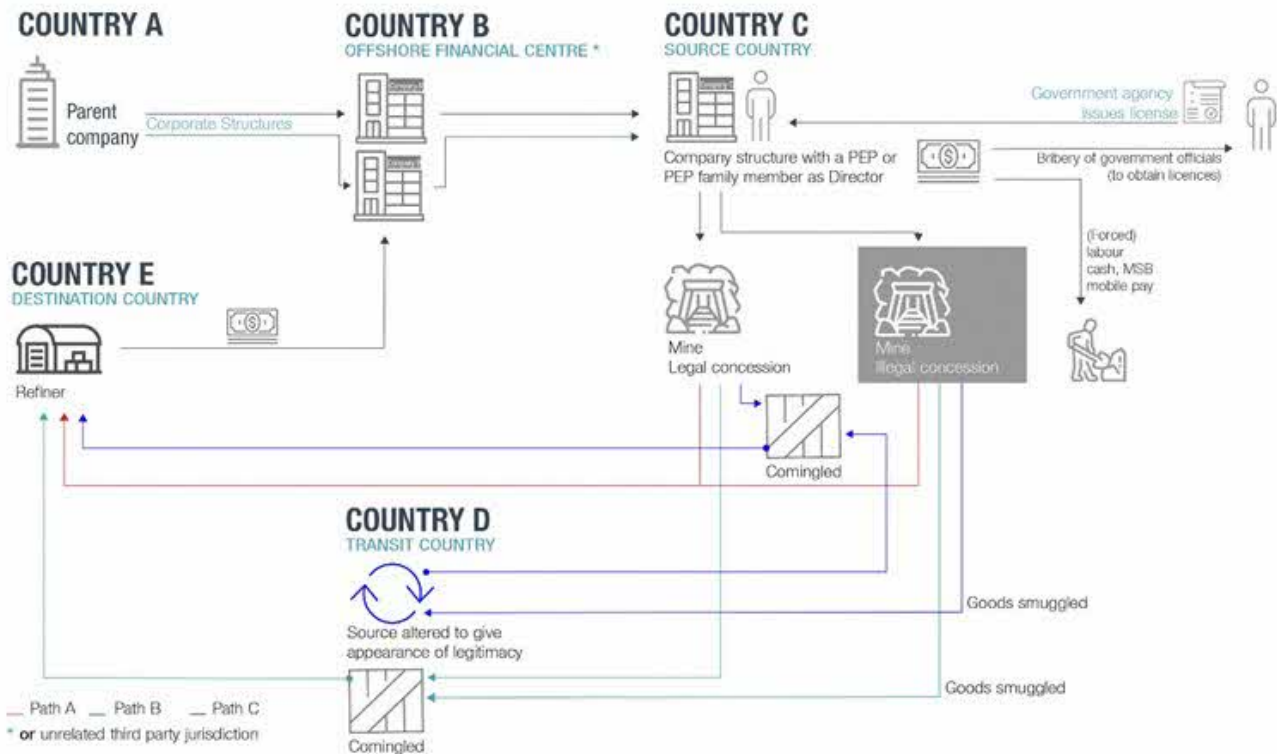 COUNTRY A
COUNTRY B
OFFSHORE FINANCIAL CENTRE *
COUNTRY C
SOURCE COUNTRY
Parent
company
Corporate Structures
Government agency
issues license
Company structure with a PEP or
PEP family member as Director
Bribery of government officials
(to obtain licences)
(Forced)
labour
cash, MSB
mobile pay
COUNTRY E
DESTINATION COUNTRY
Refiner
Mine
Legal concession
Mine
Illegal concession
Comingled
COUNTRY D
TRANSIT COUNTRY
Source altered to give
appearance of legitimacy
Goods smuggled
Goods smuggled
Comingled
Path A
Path B
Path C
* or unrelated third party jurisdiction